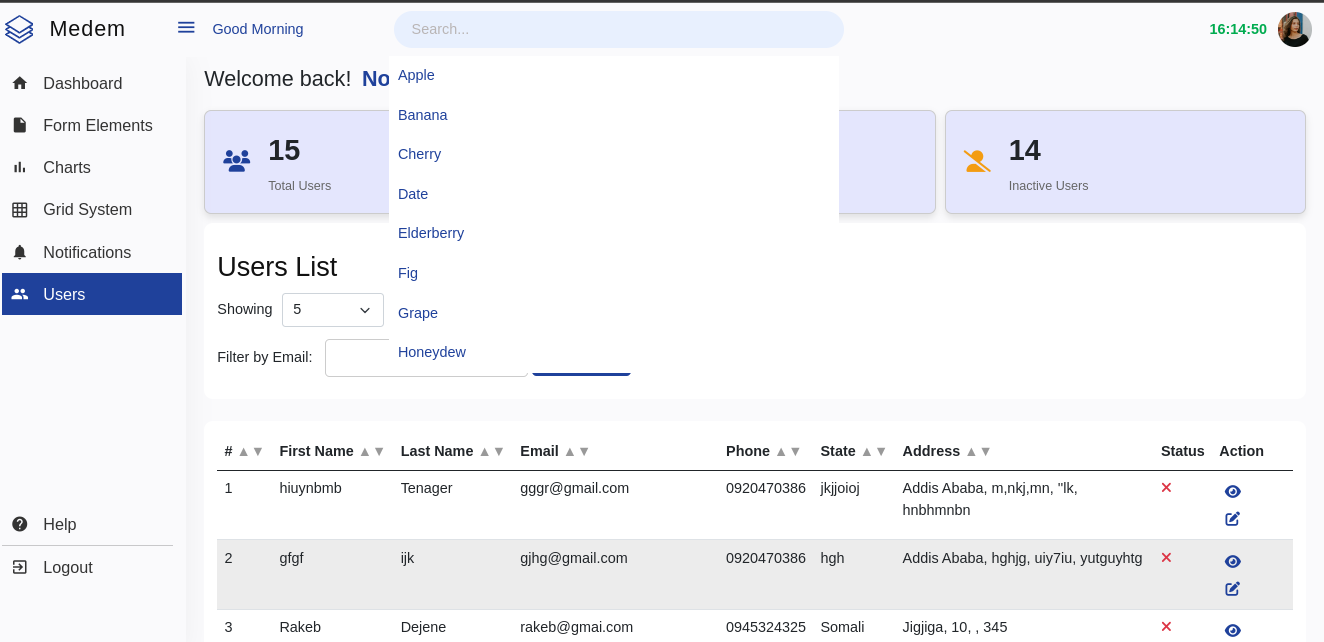 Medem
Good Morning
Search...
16:14:50
Dashboard
Form Elements
Charts
Grid System
Notifications
Users
Help
Logout
Welcome back! No
Apple
Banana
Cherry
Date
Elderberry
Fig
Grape
Honeydew
15
Total Users
14
Inactive Users
Users List
Showing 5
Filter by Email:
# ▲▼ First Name ▲▼ Last Name ▲▼ Email ▲▼ Phone ▲▼ State ▲▼ Address ▲▼ Status Action
1 hiuynbmb Tenager gggr@gmail.com 0920470386 jkjjoioj Addis Ababa, m,nkj,mn, "lk,
hnbhmnbn
2 gfgf ijk gjhg@gmail.com 0920470386 hgh Addis Ababa, hghjg, uiy7iu, yutguyhtg
3 Rakeb Dejene rakeb@gmai.com 0945324325 Somali Jigjiga, 10, , 345